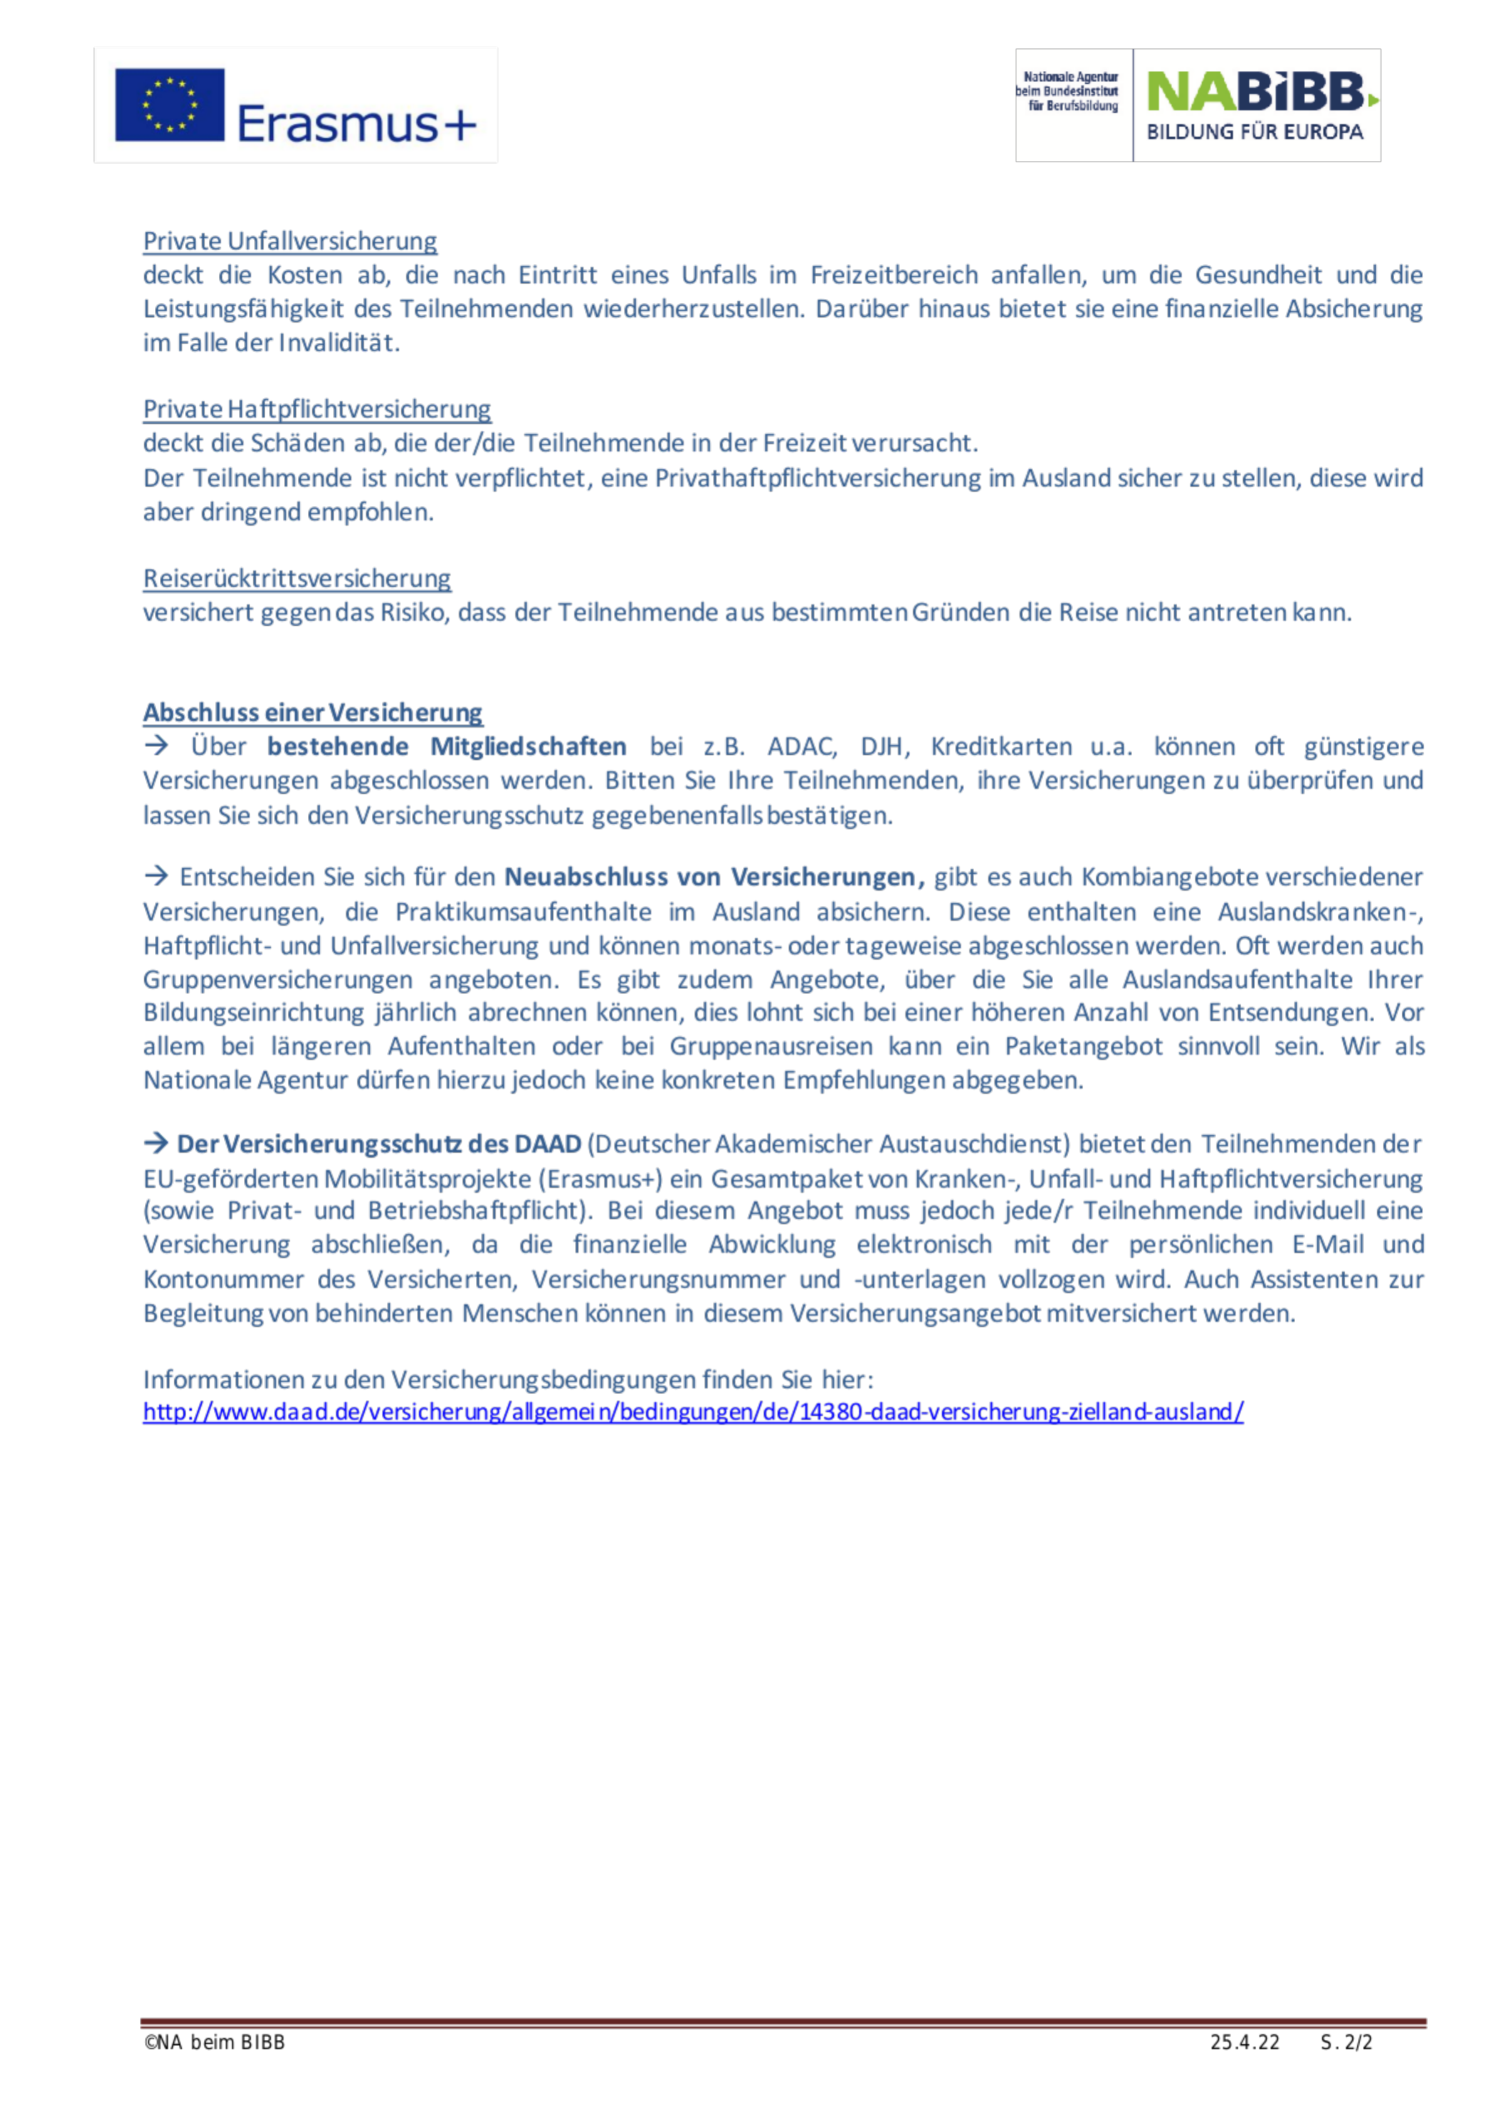 Erasmus+
Nationale Agentur
beim Bundesinstitut
für Berufsbildung
NABiBB
BILDUNG FÜR EUROPA
Private Unfallversicherung
deckt die Kosten ab, die nach Eintritt eines Unfalls im Freizeitbereich anfallen, um die Gesundheit und die
Leistungsfähigkeit des Teilnehmenden wiederherzustellen. Darüber hinaus bietet sie eine finanzielle Absicherung
im Falle der Invalidität.
Private Haftpflichtversicherung
deckt die Schäden ab, die der/die Teilnehmende in der Freizeit verursacht.
Der Teilnehmende ist nicht verpflichtet, eine Privathaftpflichtversicherung im Ausland sicher zu stellen, diese wird
aber dringend empfohlen.
Reiserücktrittsversicherung
versichert gegen das Risiko, dass der Teilnehmende aus bestimmten Gründen die Reise nicht antreten kann.
Abschluss einer Versicherung
→ Über bestehende Mitgliedschaften bei z.B. ADAC, DJH, Kreditkarten u.a. können oft günstigere
Versicherungen abgeschlossen werden. Bitten Sie Ihre Teilnehmenden, ihre Versicherungen zu überprüfen und
lassen Sie sich den Versicherungsschutz gegebenenfalls bestätigen.
→ Entscheiden Sie sich für den Neuabschluss von Versicherungen, gibt es auch Kombiangebote verschiedener
Versicherungen, die Praktikumsaufenthalte im Ausland absichern. Diese enthalten eine Auslandskranken-,
Haftpflicht- und Unfallversicherung und können monats- oder tageweise abgeschlossen werden. Oft werden auch
Gruppenversicherungen angeboten. Es gibt zudem Angebote, über die Sie alle Auslandsaufenthalte Ihrer
Bildungseinrichtung jährlich abrechnen können, dies lohnt sich bei einer höheren Anzahl von Entsendungen. Vor
allem bei längeren Aufenthalten oder bei Gruppenausreisen kann ein Paketangebot sinnvoll sein. Wir als
Nationale Agentur dürfen hierzu jedoch keine konkreten Empfehlungen abgegeben.
→ Der Versicherungsschutz des DAAD (Deutscher Akademischer Austauschdienst) bietet den Teilnehmenden der
EU-geförderten Mobilitätsprojekte (Erasmus+) ein Gesamtpaket von Kranken-, Unfall- und Haftpflichtversicherung
(sowie Privat- und Betriebshaftpflicht). Bei diesem Angebot muss jedoch jede/r Teilnehmende individuell eine
Versicherung abschließen, da die finanzielle Abwicklung elektronisch mit der persönlichen E-Mail und
Kontonummer des Versicherten, Versicherungsnummer und -unterlagen vollzogen wird. Auch Assistenten zur
Begleitung von behinderten Menschen können in diesem Versicherungsangebot mitversichert werden.
Informationen zu den Versicherungsbedingungen finden Sie hier:
http://www.daad.de/versicherung/allgemein/bedingungen/de/14380-daad-versicherung-zielland-ausland/
©NA beim BIBB 25.4.22 S. 2/2